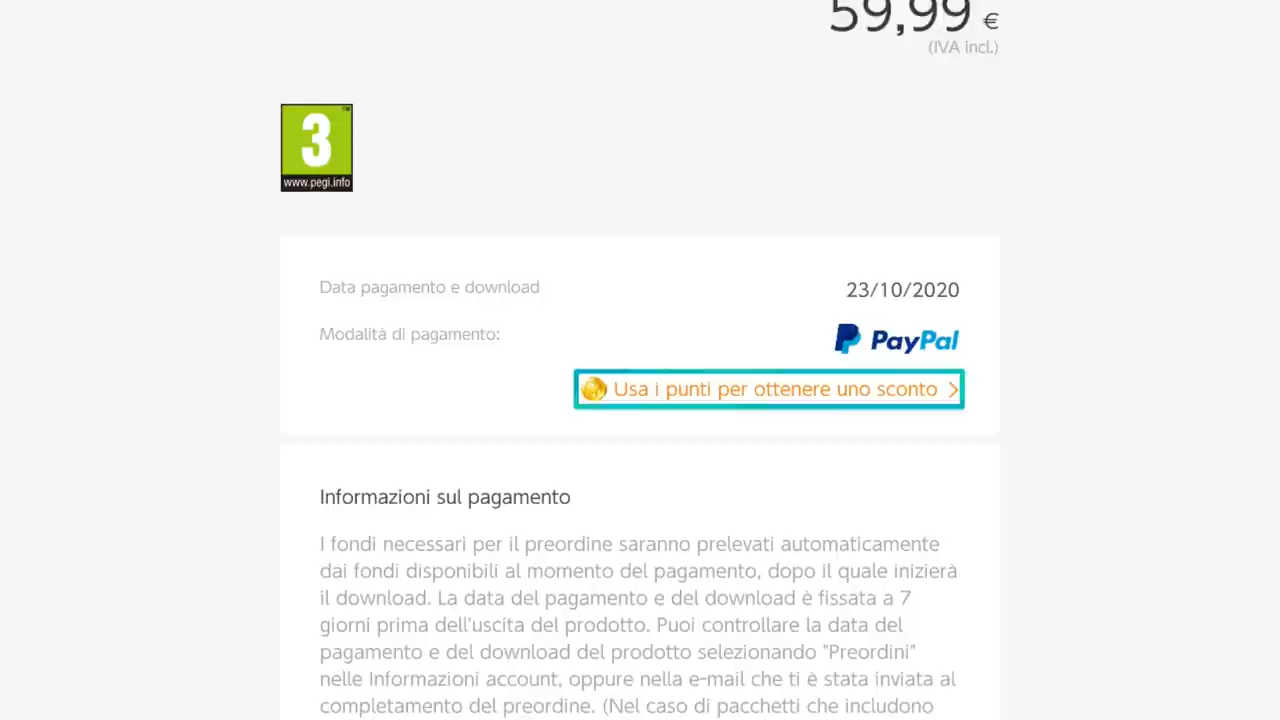 59,99 €
(IVA incl.)
3
™
www.pegi.info
Data pagamento e download
23/10/2020
Modalità di pagamento:
PayPal
Usa i punti per ottenere uno sconto
Informazioni sul pagamento
I fondi necessari per il preordine saranno prelevati automaticamente
dai fondi disponibili al momento del pagamento, dopo il quale inizierà
il download. La data del pagamento e del download è fissata a 7
giorni prima dell'uscita del prodotto. Puoi controllare la data del
pagamento e del download del prodotto selezionando "Preordini"
nelle Informazioni account, oppure nella e-mail che ti è stata inviata al
completamento del preordine. (Nel caso di pacchetti che includono